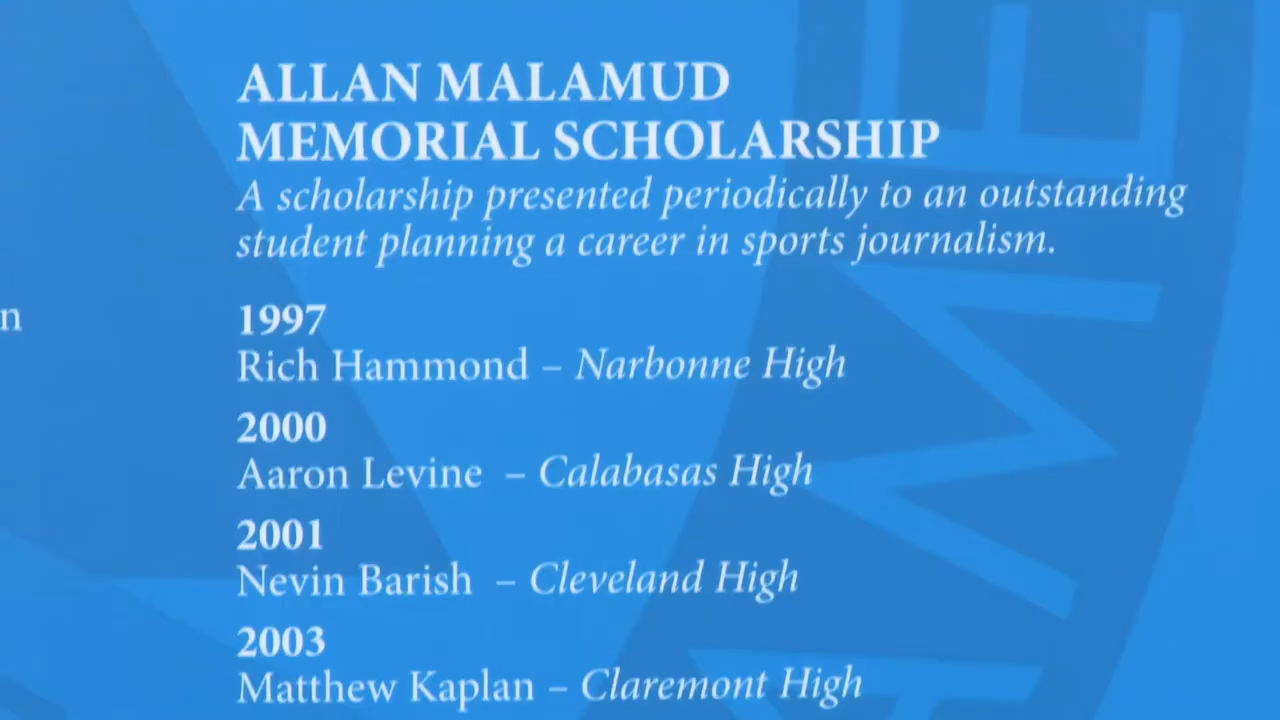 ALLAN MALAMUD
MEMORIAL SCHOLARSHIP
A scholarship presented periodically to an outstanding
student planning a career in sports journalism.
n
1997
Rich Hammond – Narbonne High
2000
Aaron Levine – Calabasas High
2001
Nevin Barish – Cleveland High
2003
Matthew Kaplan – Claremont High